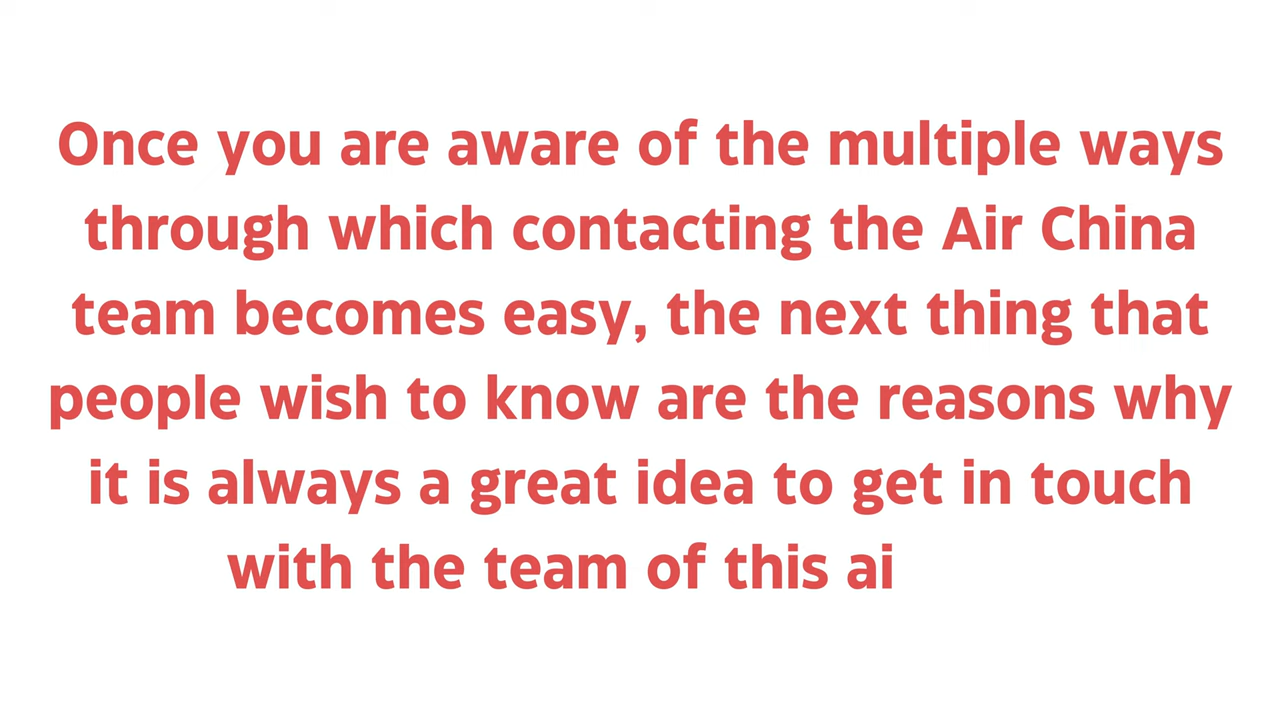 Once you are aware of the multiple ways
through which contacting the Air China
team becomes easy, the next thing that
people wish to know are the reasons why
it is always a great idea to get in touch
with the team of this ai